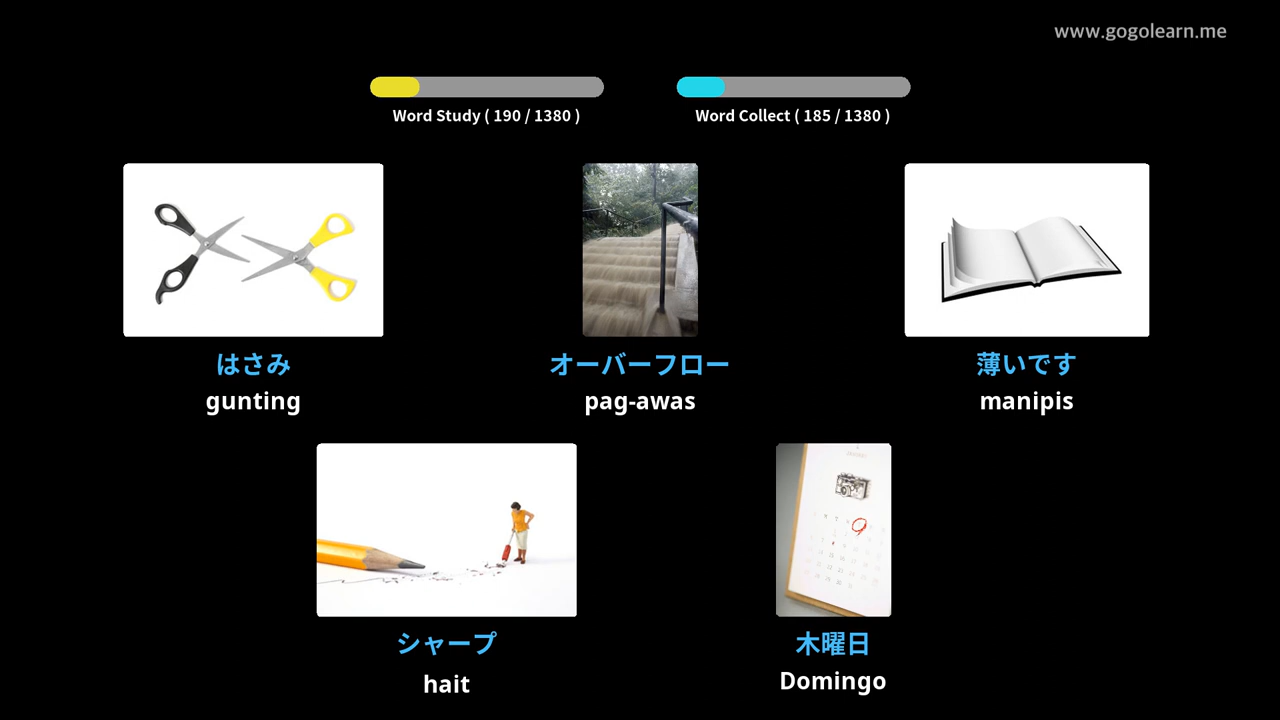 www.gogolearn.me
Word Study ( 190 / 1380 )
Word Collect ( 185 / 1380 )
はさみ
gunting
オーバーフロー
pag-awas
薄いです
manipis
シャープ
hait
木曜日
Domingo